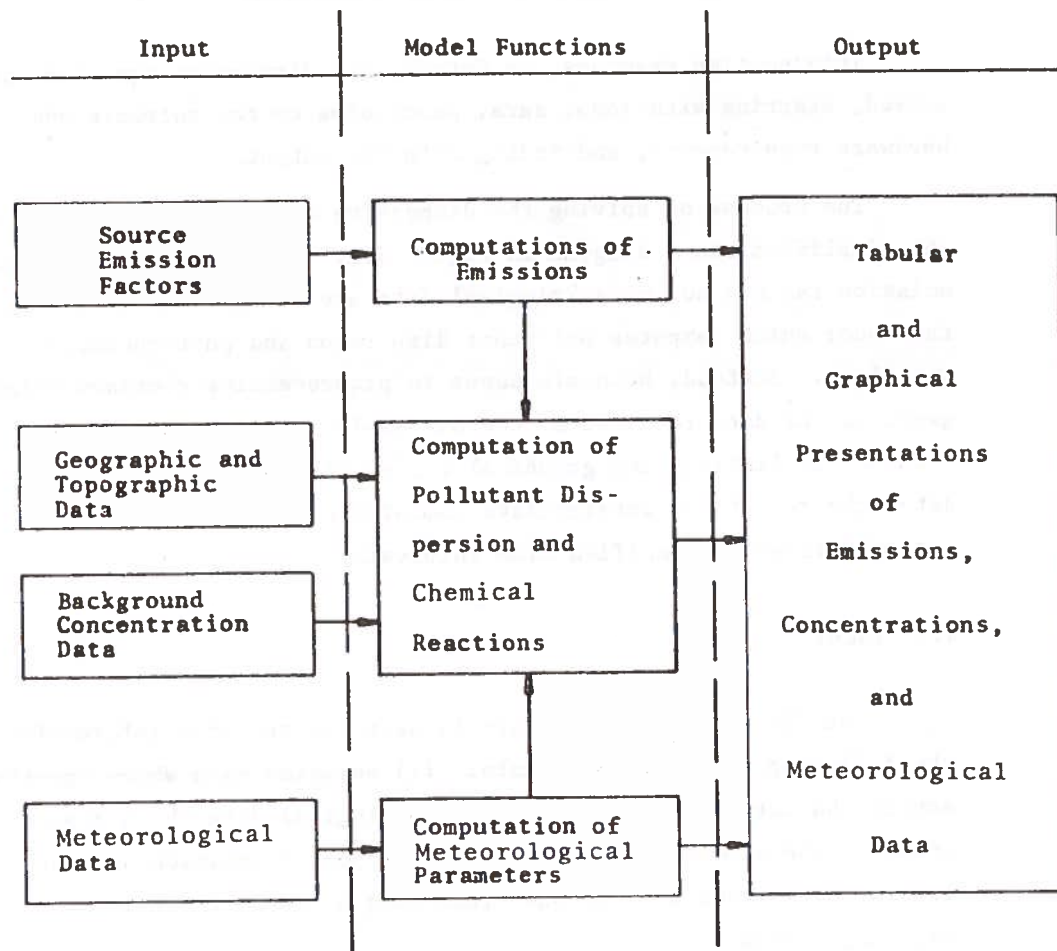 Input
Model Functions
Output
Source
Emission
Factors
Computations of
Emissions
Geographic and
Topographic
Data
Background
Concentration
Data
Computation of
Pollutant Dis-
persion and
Chemical
Reactions
Meteorological
Data
Computation of
Meteorological
Parameters
Tabular
and
Graphical
Presentations
of
Emissions,
Concentrations,
and
Meteorological
Data